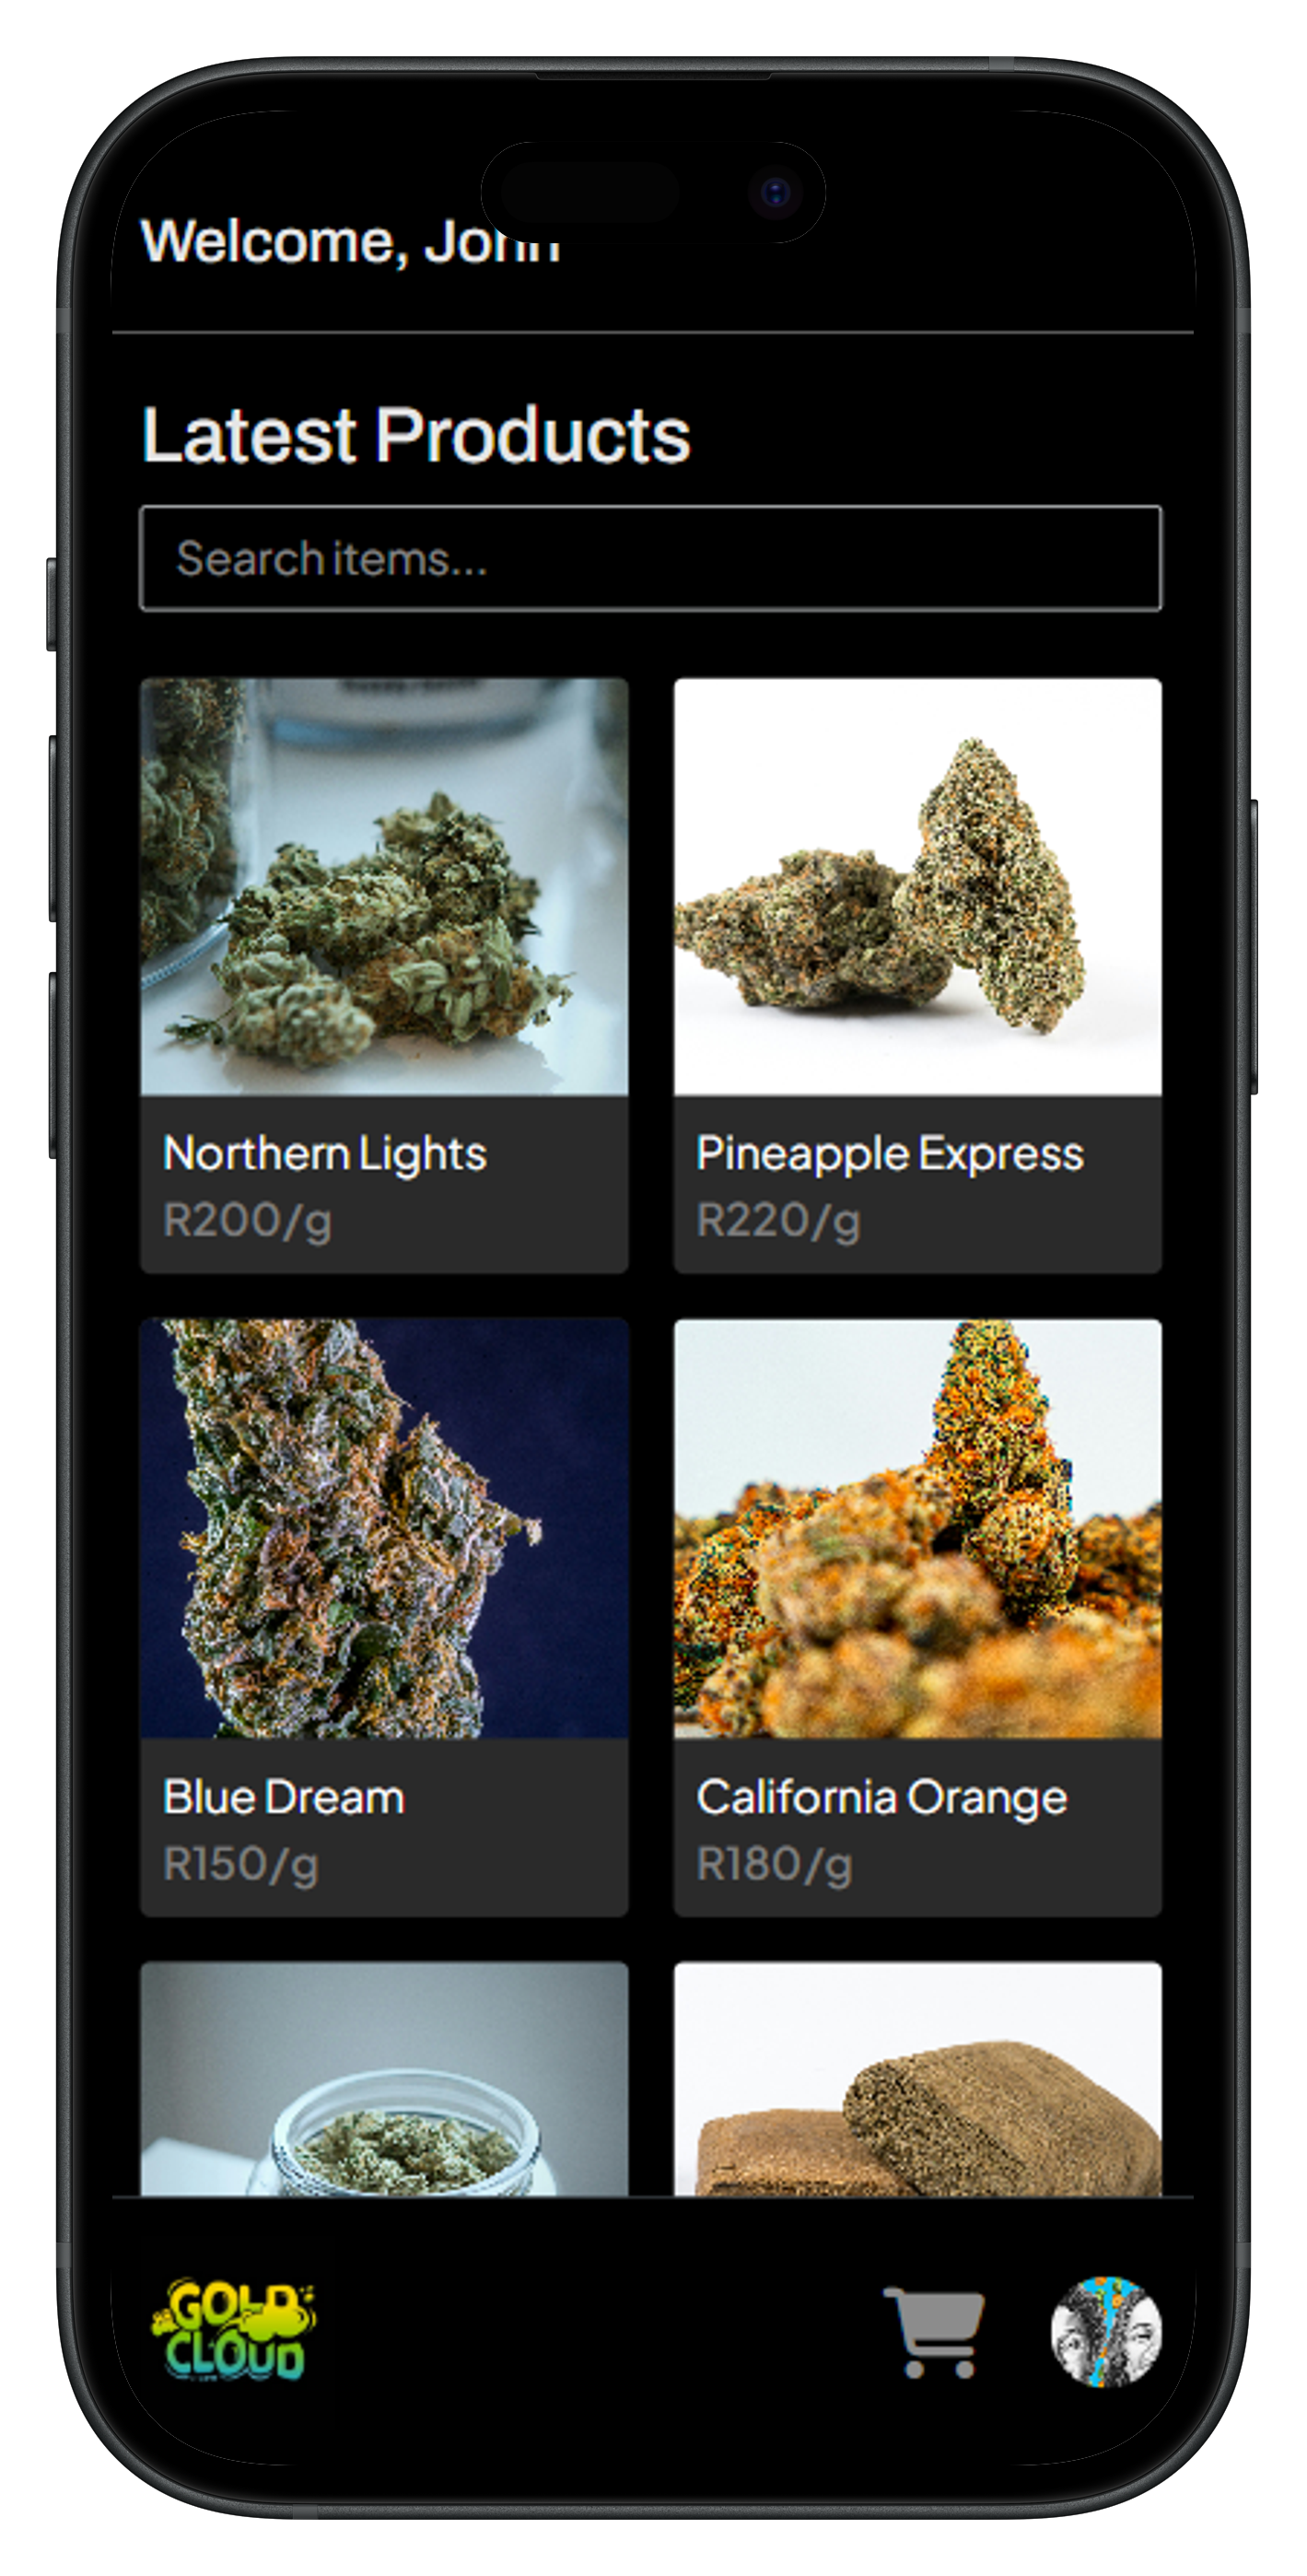 Welcome, John
Latest Products
Search items...
Northern Lights
R200/g
Pineapple Express
R220/g
Blue Dream
R150/g
California Orange
R180/g
GOLD
CLOUD